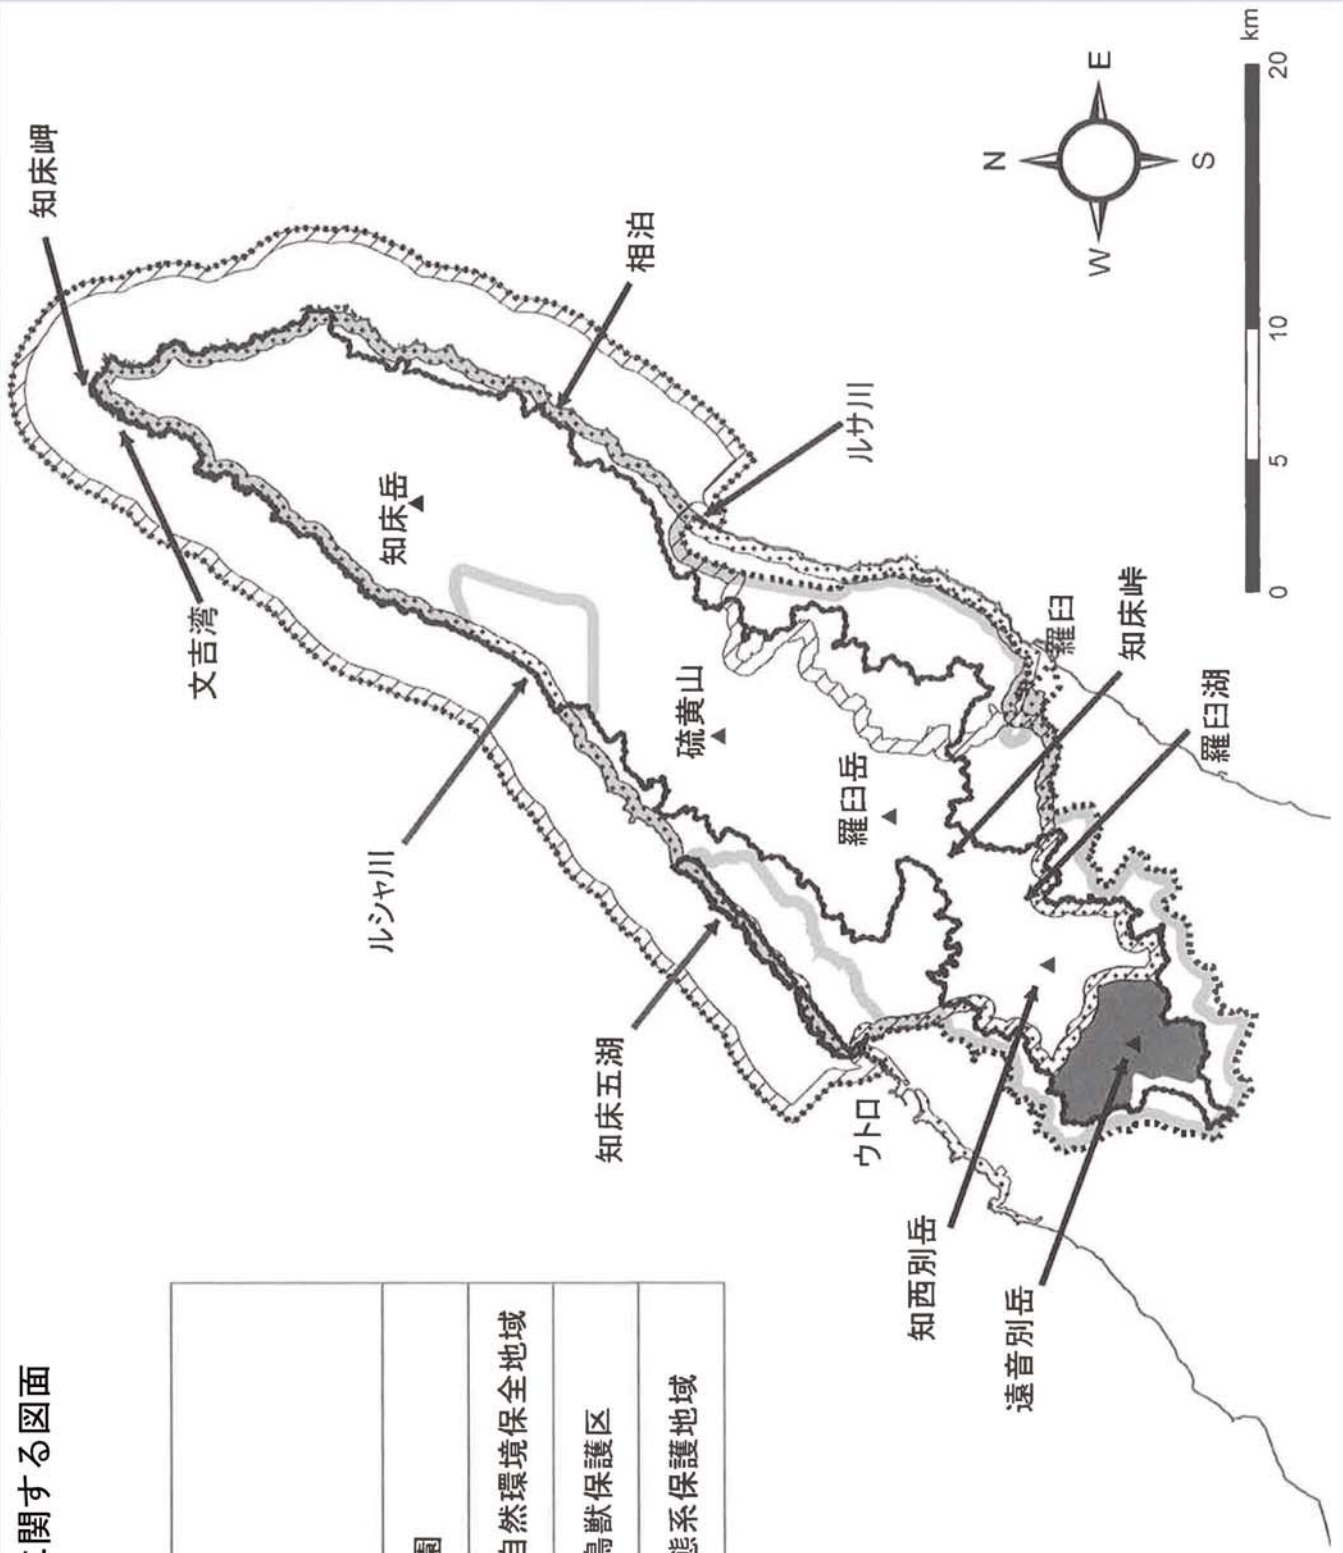 に関する図面
園
自然環境保全地域
鳥獣保護区
態系保護地域
知床岬
文吉湾
知床岳
相泊
ルシャ川
硫黄山
ルサ川
知床五湖
羅臼岳
羅臼
知床峠
羅臼湖
ウトロ
知西別岳
遠音別岳
N
W
E
S
0
5
10
20
km